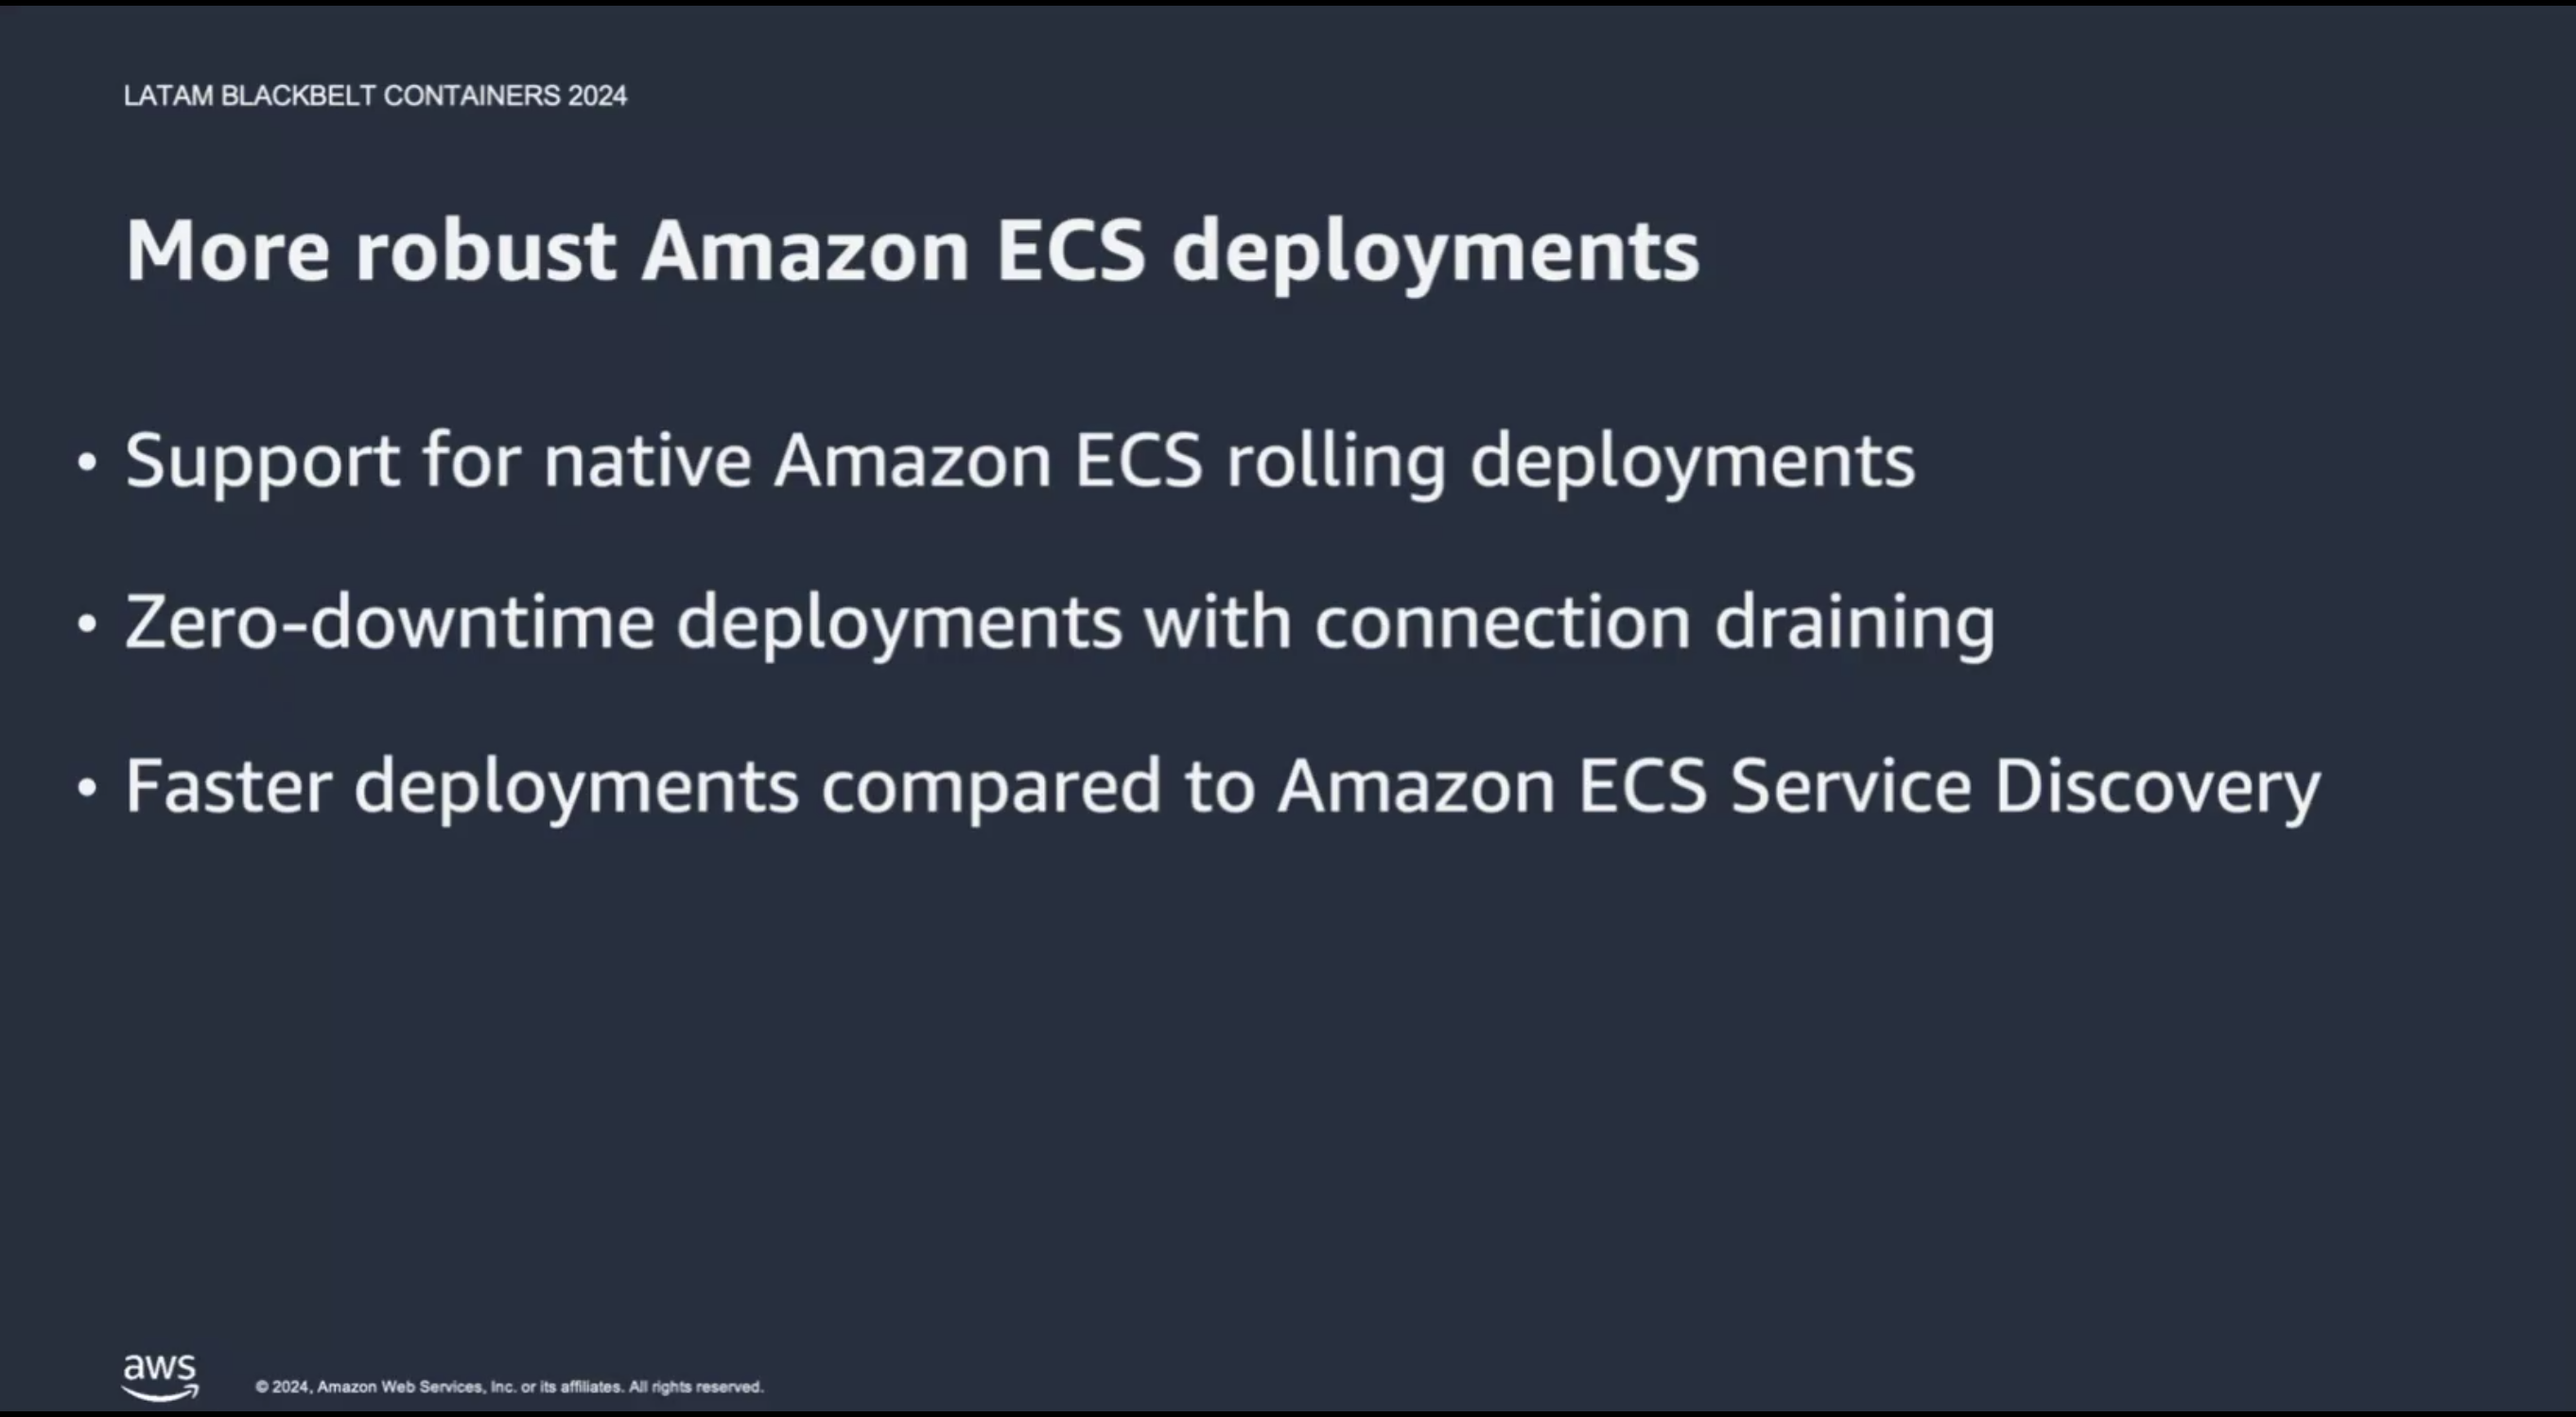 LATAM BLACKBELT CONTAINERS 2024
More robust Amazon ECS deployments
• Support for native Amazon ECS rolling deployments
• Zero-downtime deployments with connection draining
• Faster deployments compared to Amazon ECS Service Discovery
aws
© 2024, Amazon Web Services, Inc. or its affiliates. All rights reserved.